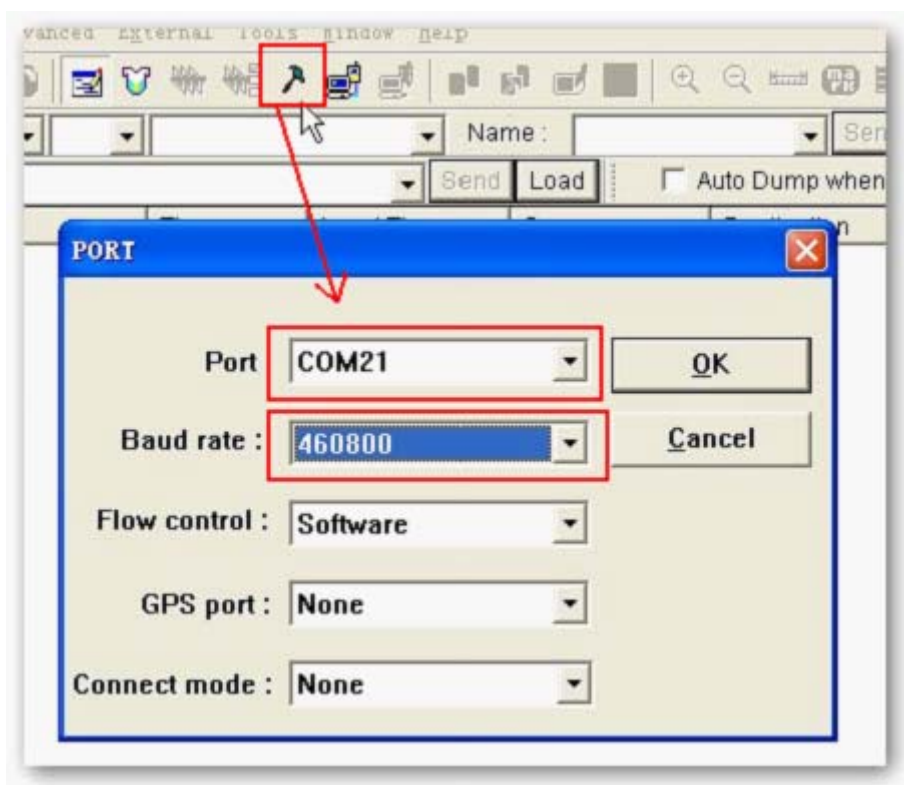 External Tools Window Help
Name :
Send Load Auto Dump when
PORT
Port COM21 OK
Baud rate : 460800 Cancel
Flow control : Software
GPS port : None
Connect mode : None